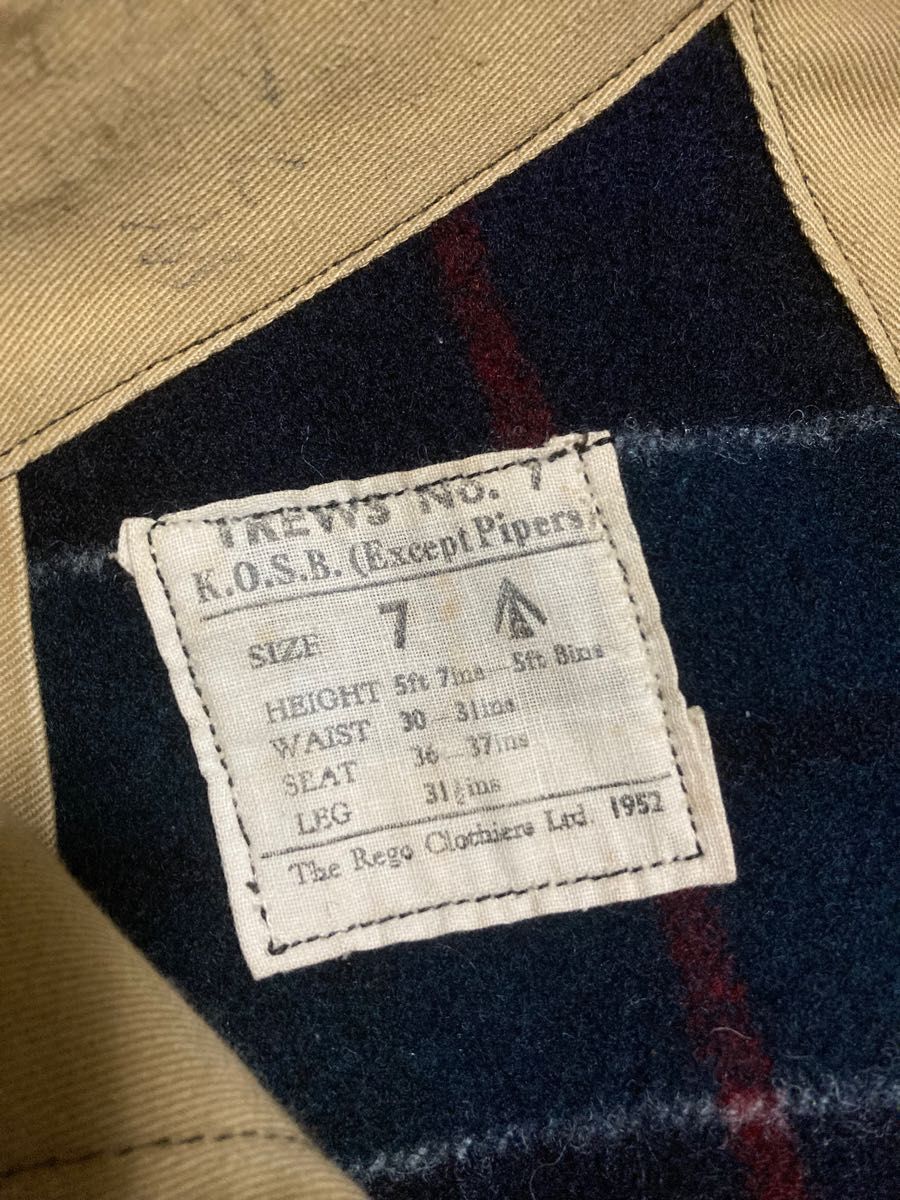 TREWS No. 7
K.O.S.B. (Except Pipers)
SIZE 7
HEIGHT 5ft 7ins—5ft 8ins
WAIST 30—31ins
SEAT 36—37ins
LEG 31½ins
The Rego Clothiers Ltd. 1952